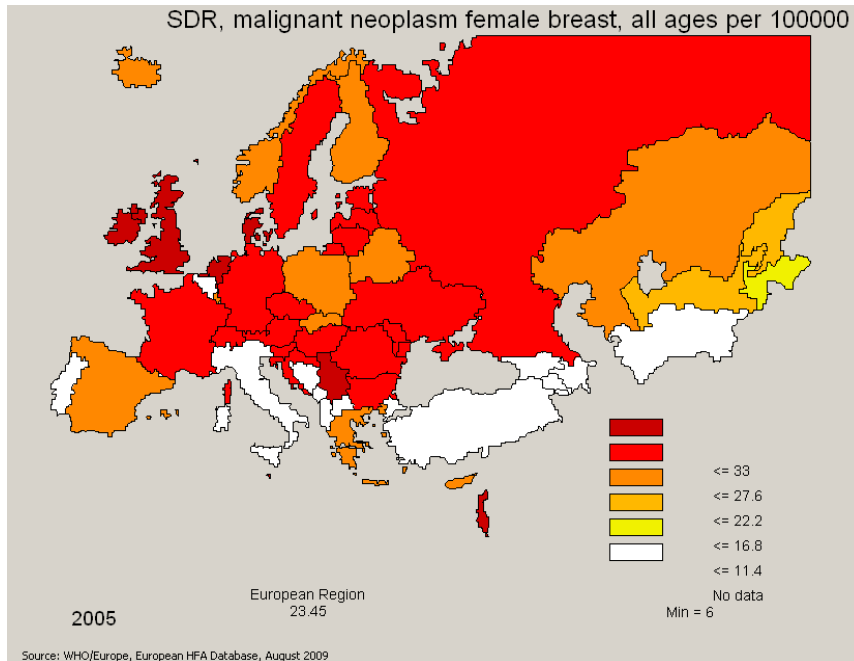 SDR, malignant neoplasm female breast, all ages per 100000
<= 33
<= 27.6
<= 22.2
<= 16.8
<= 11.4
No data
European Region
23.45
Min = 6
2005
Source: WHO/Europe, European HFA Database, August 2009